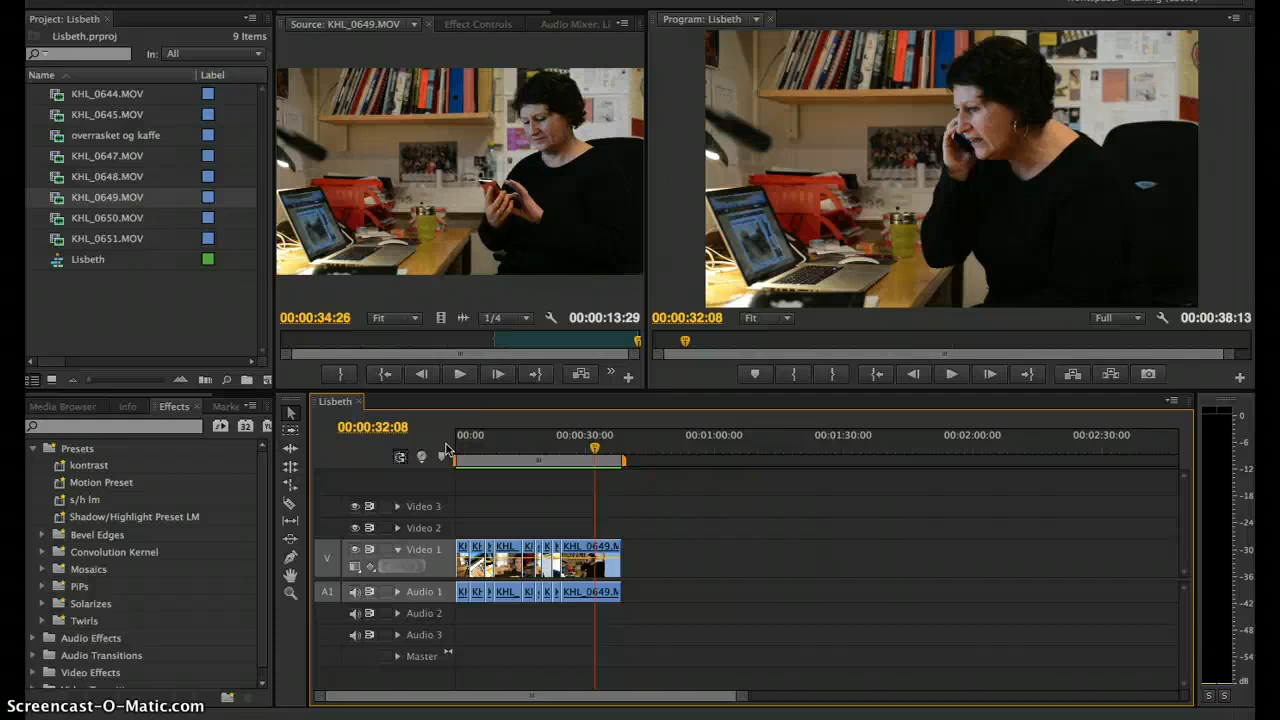 Project: Lisbeth
Lisbeth.prproj
9 Items
In: All
Name
Label
KHL_0644.MOV
KHL_0645.MOV
overrasket og kaffe
KHL_0647.MOV
KHL_0648.MOV
KHL_0649.MOV
KHL_0650.MOV
KHL_0651.MOV
Lisbeth
Source: KHL_0649.MOV
Effect Controls
Audio Mixer: Li
00:00:34:26
Fit
1/4
00:00:13:29
Program: Lisbeth
00:00:32:08
Fit
Full
00:00:38:13
Media Browser
Info
Effects
Marke
32
Presets
kontrast
Motion Preset
s/h lm
Shadow/Highlight Preset LM
Bevel Edges
Convolution Kernel
Mosaics
PiPs
Solarizes
Twirls
Audio Effects
Audio Transitions
Video Effects
Lisbeth
00:00:32:08
00:00
00:00:30:00
00:01:00:00
00:01:30:00
00:02:00:00
00:02:30:00
Video 3
Video 2
V
Video 1
KHL_
KHL_0649.M
A1
Audio 1
KHL_
KHL_0649.M
Audio 2
Audio 3
Master
0
-6
-12
-18
-24
-30
-36
-42
-48
-54
dB
S S
Screencast-O-Matic.com